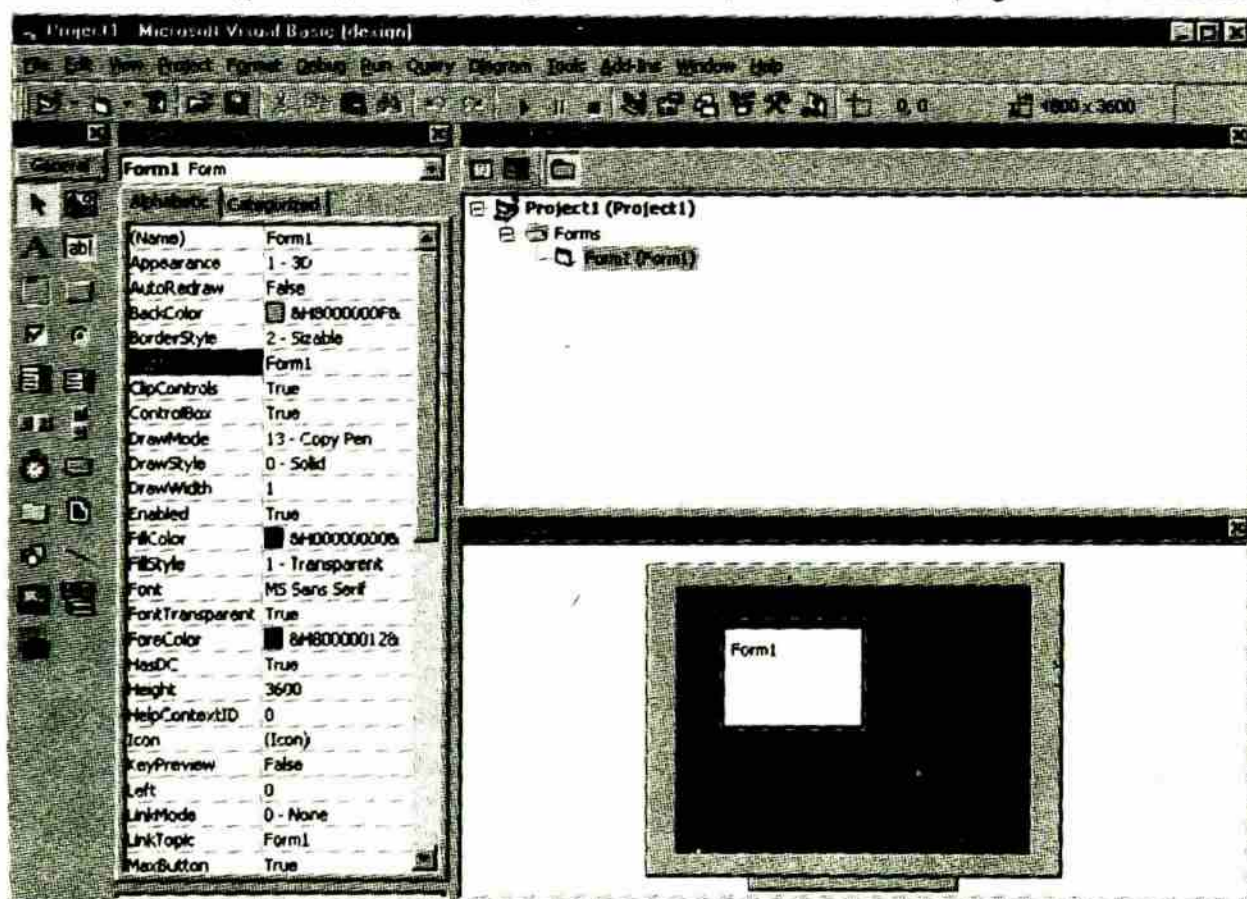 Project1 - Microsoft Visual Basic [design]
File Edit View Project Format Debug Run Query Diagram Tools Add-Ins Window Help
0, 0
4800 x 3600
General
Form1 Form
Alphabetic Categorized
(Name) Form1
Appearance 1 - 3D
AutoRedraw False
BackColor &H8000000F&
BorderStyle 2 - Sizable
Form1
ClipControls True
ControlBox True
DrawMode 13 - Copy Pen
DrawStyle 0 - Solid
DrawWidth 1
Enabled True
FillColor &H00000000&
FillStyle 1 - Transparent
Font MS Sans Serif
FontTransparent True
ForeColor &H80000012&
HasDC True
Height 3600
HelpContextID 0
Icon (Icon)
KeyPreview False
Left 0
LinkMode 0 - None
LinkTopic Form1
MaxButton True
Project1 (Project1)
Forms
Form1 (Form1)
Form1